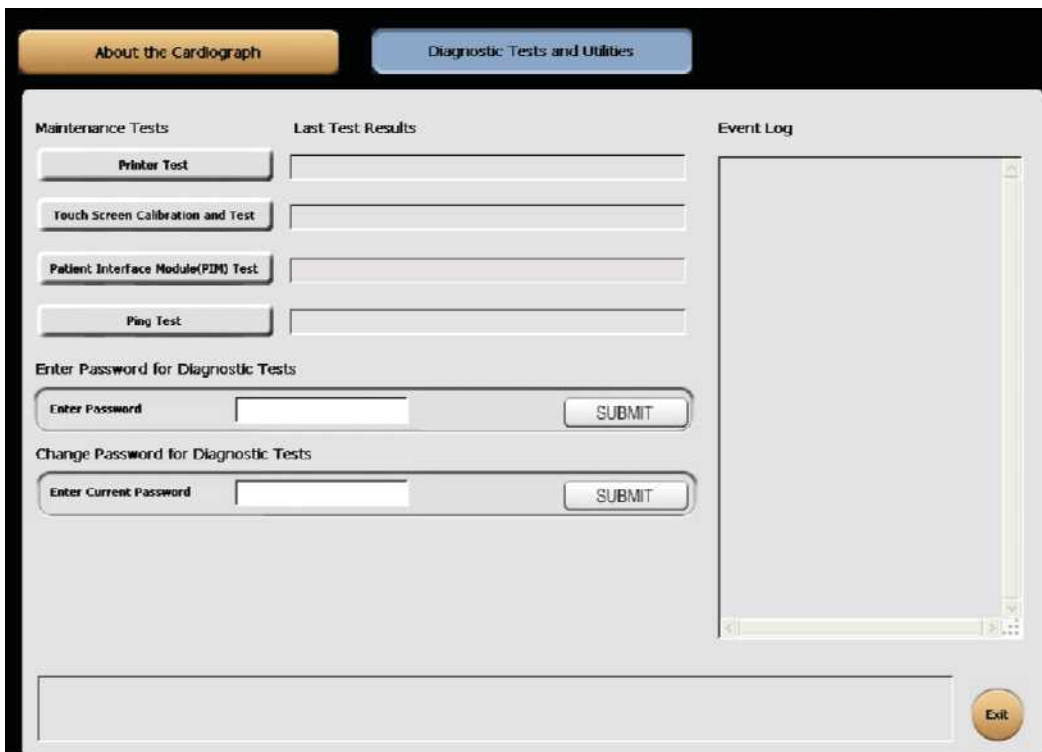 About the Cardiograph
Diagnostic Tests and Utilities
Maintenance Tests
Last Test Results
Event Log
Printer Test
Touch Screen Calibration and Test
Patient Interface Module(PIM) Test
Ping Test
Enter Password for Diagnostic Tests
Enter Password
SUBMIT
Change Password for Diagnostic Tests
Enter Current Password
SUBMIT
Exit